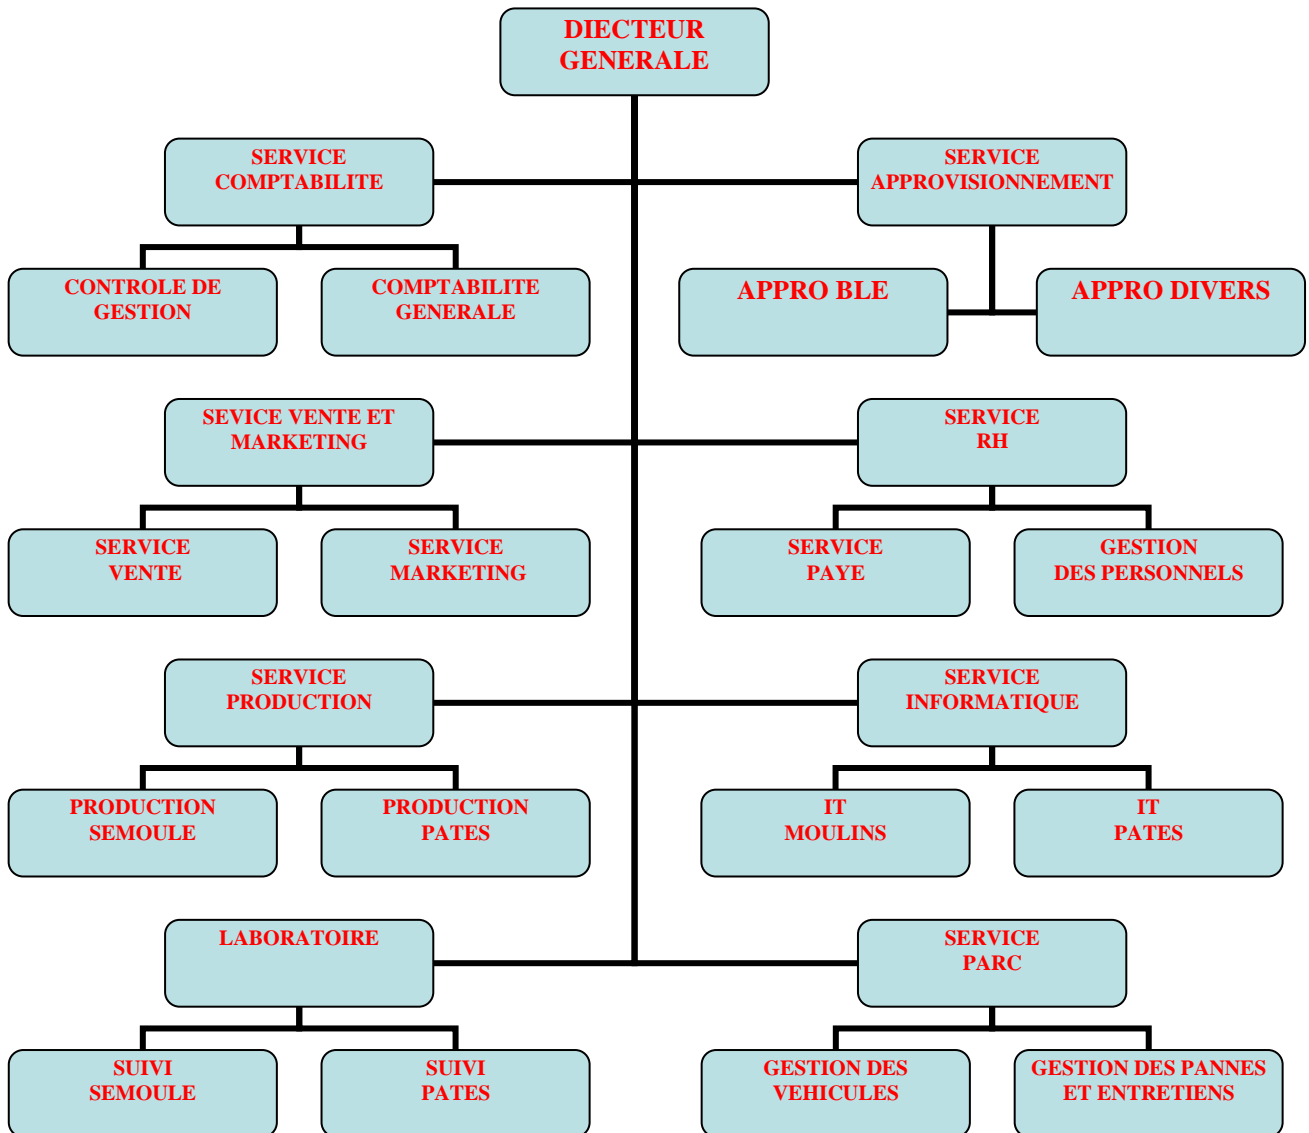 DIECTEUR
GENERALE
SERVICE
COMPTABILITE
SERVICE
APPROVISIONNEMENT
CONTROLE DE
GESTION
COMPTABILITE
GENERALE
APPRO BLE
APPRO DIVERS
SEVICE VENTE ET
MARKETING
SERVICE
RH
SERVICE
VENTE
SERVICE
MARKETING
SERVICE
PAYE
GESTION
DES PERSONNELS
SERVICE
PRODUCTION
SERVICE
INFORMATIQUE
PRODUCTION
SEMOULE
PRODUCTION
PATES
IT
MOULINS
IT
PATES
LABORATOIRE
SERVICE
PARC
SUIVI
SEMOULE
SUIVI
PATES
GESTION DES
VEHICULES
GESTION DES PANNES
ET ENTRETIENS